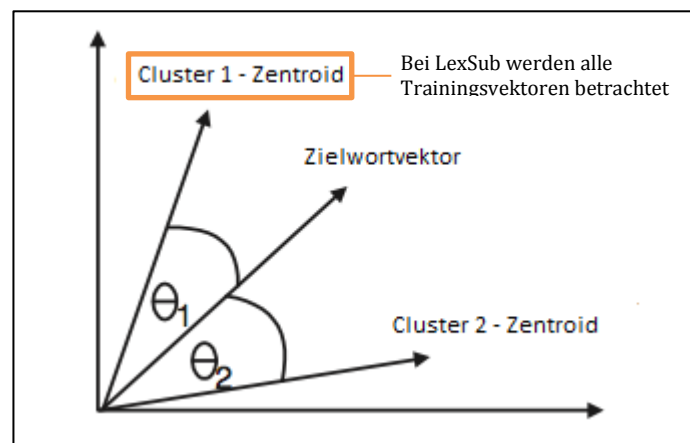 Cluster 1 - Zentroid
Bei LexSub werden alle
Trainingsvektoren betrachtet
Zielwortvektor
θ1
Cluster 2 - Zentroid
θ2